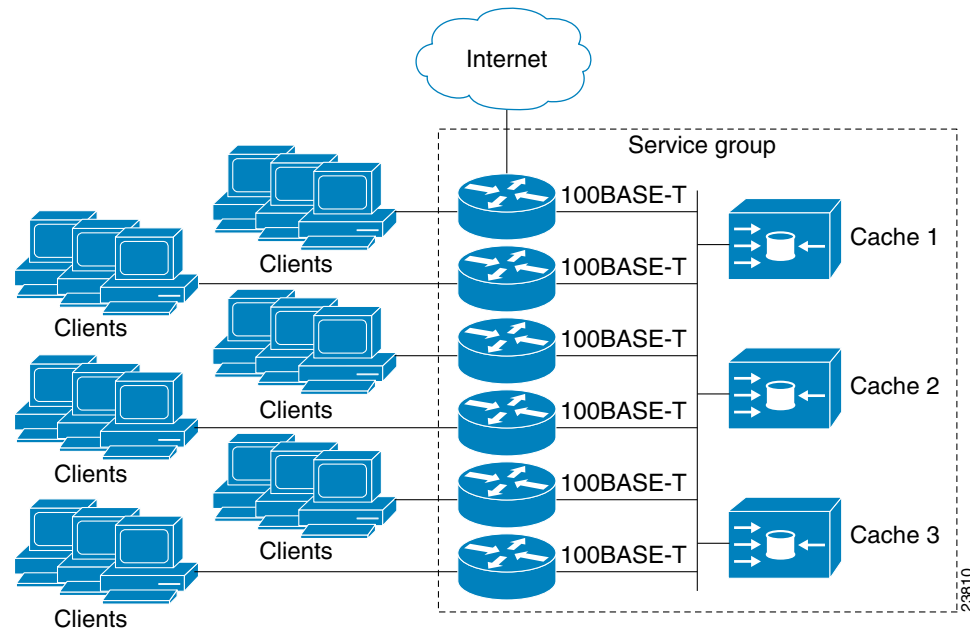 Internet
Service group
100BASE-T
Cache 1
Clients
100BASE-T
Clients
100BASE-T
Clients
Cache 2
100BASE-T
Clients
100BASE-T
Clients
Cache 3
100BASE-T
Clients
23810